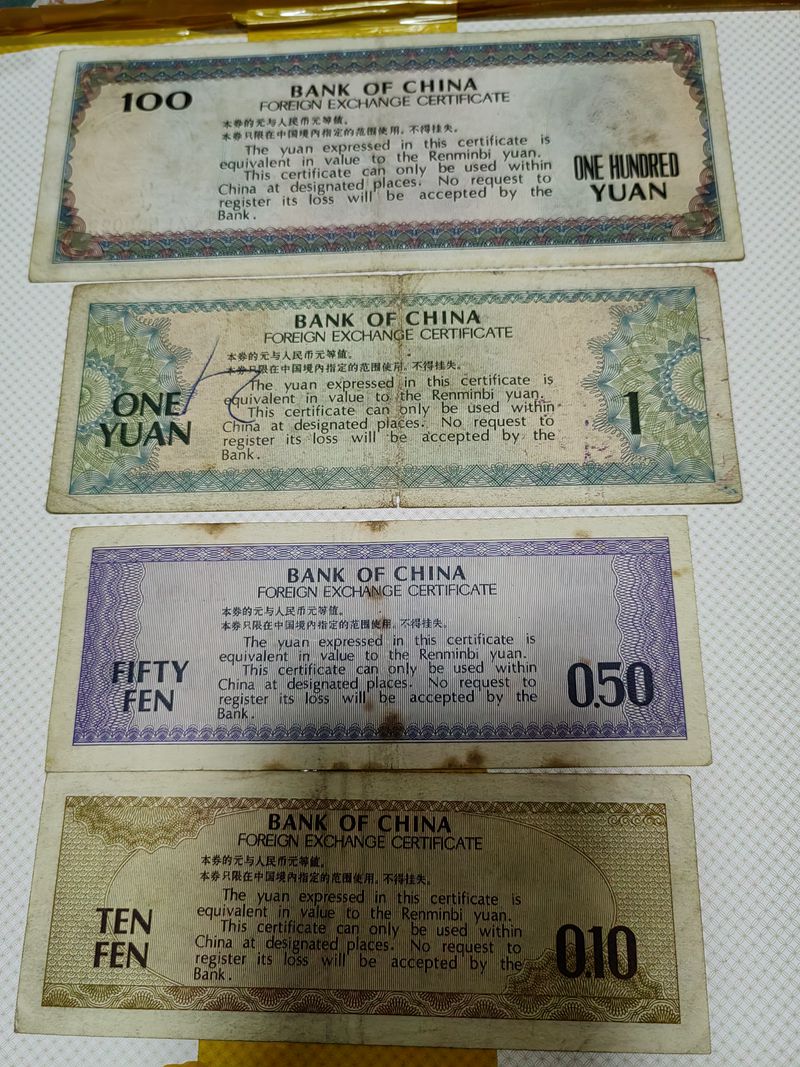 BANK OF CHINA
100
FOREIGN EXCHANGE CERTIFICATE
本券的元与人民币元等值。
本券只限在中国境内指定的范围使用,不得挂失。
The yuan expressed in this certificate is
equivalent in value to the Renminbi yuan.
This certificate can only be used within
China at designated places. No request to
register its loss will be accepted by the
Bank.
ONE HUNDRED
YUAN
BANK OF CHINA
FOREIGN EXCHANGE CERTIFICATE
本券的元与人民币元等值。
本券只限在中国境内指定的范围使用,不得挂失。
The yuan expressed in this certificate is
equivalent in value to the Renminbi yuan.
This certificate can only be used within
China at designated places. No request to
register its loss will be accepted by the
Bank.
ONE
YUAN
1
BANK OF CHINA
FOREIGN EXCHANGE CERTIFICATE
本券的元与人民币元等值。
本券只限在中国境内指定的范围使用,不得挂失。
The yuan expressed in this certificate is
equivalent in value to the Renminbi yuan.
This certificate can only be used within
China at designated places. No request to
register its loss will be accepted by the
Bank.
FIFTY
FEN
0.50
BANK OF CHINA
FOREIGN EXCHANGE CERTIFICATE
本券的元与人民币元等值。
本券只限在中国境内指定的范围使用,不得挂失。
The yuan expressed in this certificate is
equivalent in value to the Renminbi yuan.
This certificate can only be used within
China at designated places. No request to
register its loss will be accepted by the
Bank.
TEN
FEN
0.10